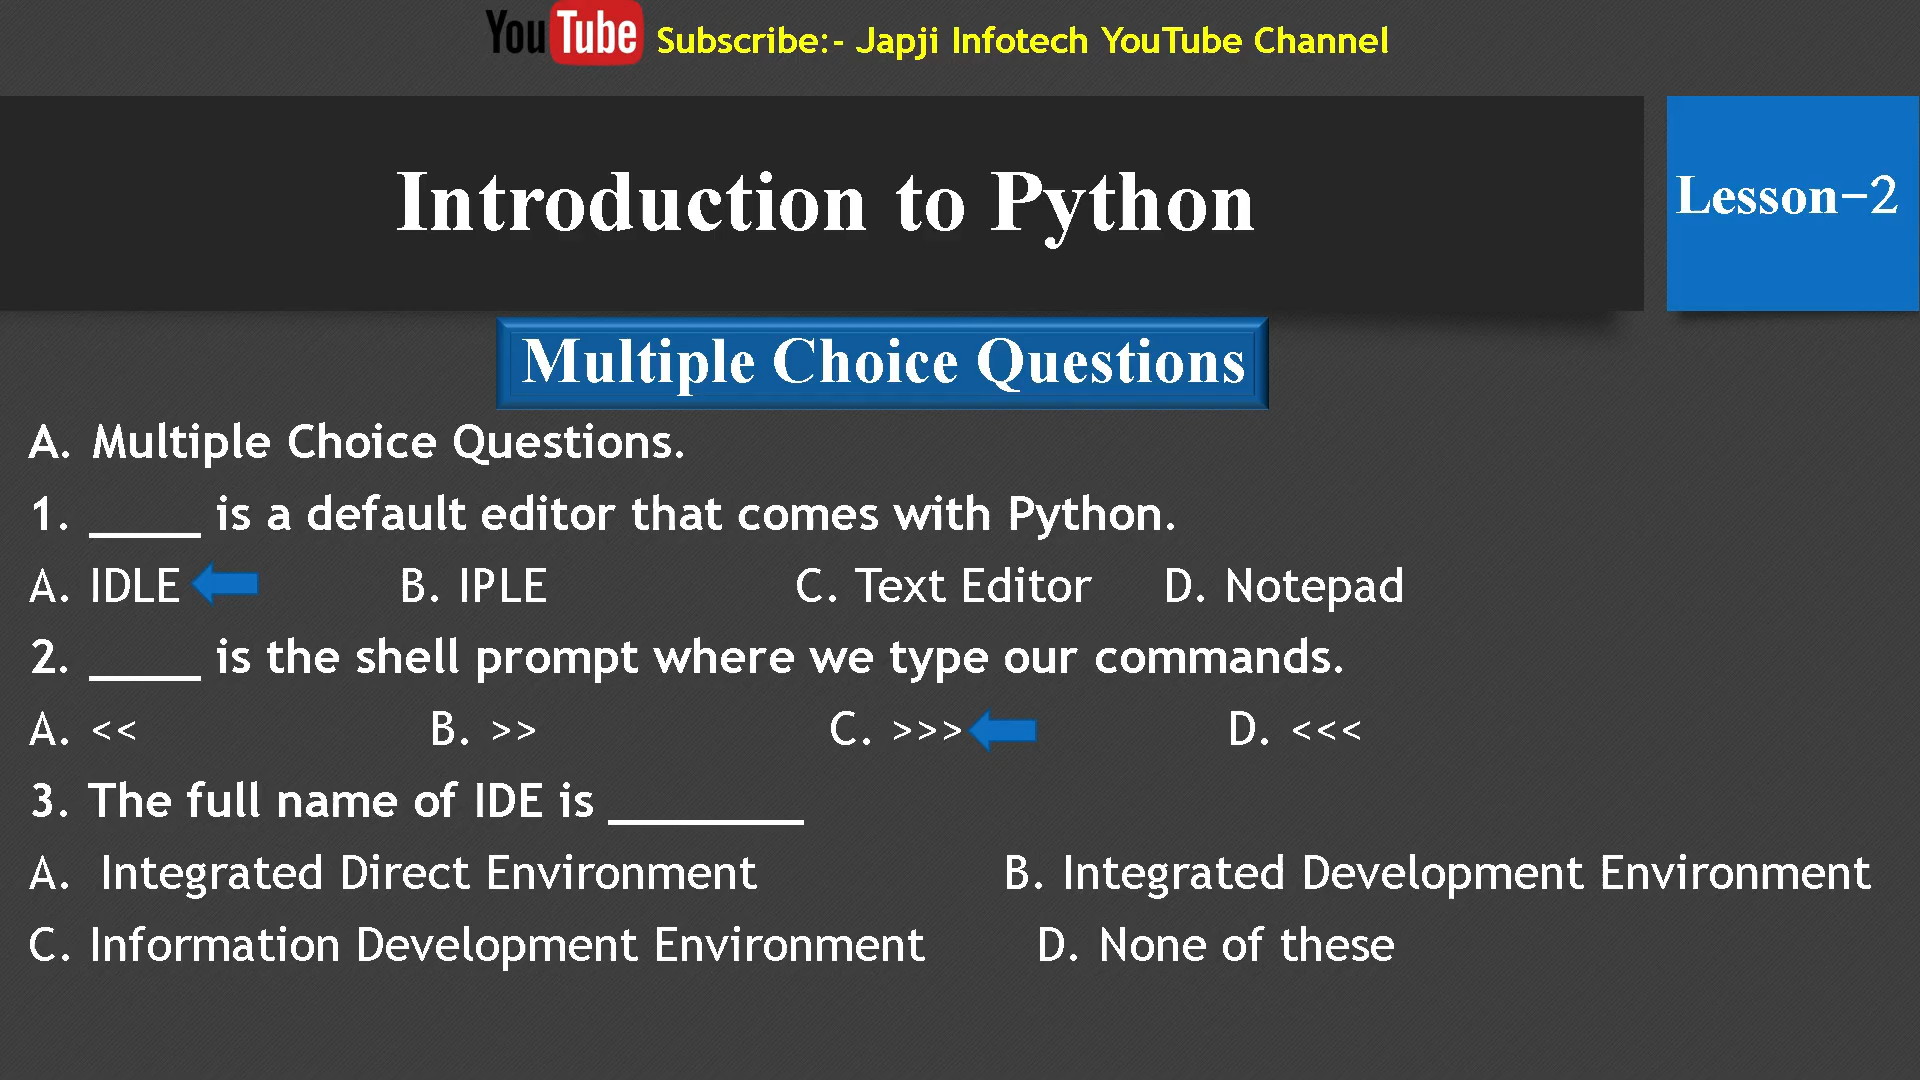 YouTube Subscribe:- Japji Infotech YouTube Channel
Introduction to Python
Lesson-2
Multiple Choice Questions
A. Multiple Choice Questions.
1. ____ is a default editor that comes with Python.
A. IDLE B. IPLE C. Text Editor D. Notepad
2. ____ is the shell prompt where we type our commands.
A. << B. >> C. >>> D. <<<
3. The full name of IDE is _______
A. Integrated Direct Environment B. Integrated Development Environment
C. Information Development Environment D. None of these